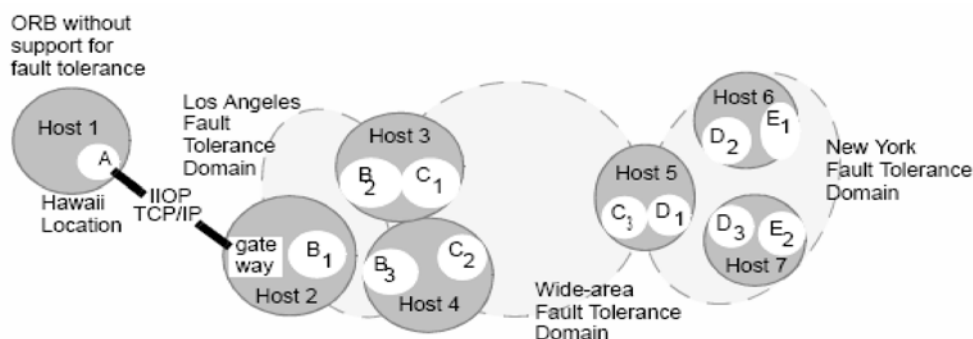 ORB without
support for
fault tolerance
Host 1
A
Hawaii
Location
IIOP
TCP/IP
Los Angeles
Fault
Tolerance
Domain
gate
way
B1
Host 2
Host 3
B2
C1
B3
C2
Host 4
Wide-area
Fault Tolerance
Domain
Host 5
C3
D1
Host 6
D2
E1
D3
E2
Host 7
New York
Fault Tolerance
Domain